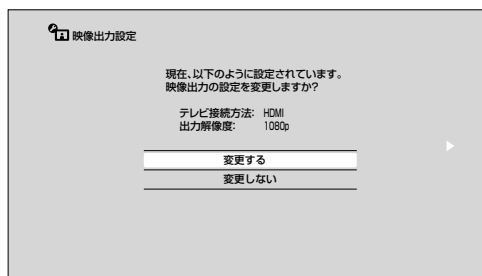 映像出力設定
現在、以下のように設定されています。
映像出力の設定を変更しますか?
テレビ接続方法: HDMI
出力解像度: 1080p
変更する
変更しない